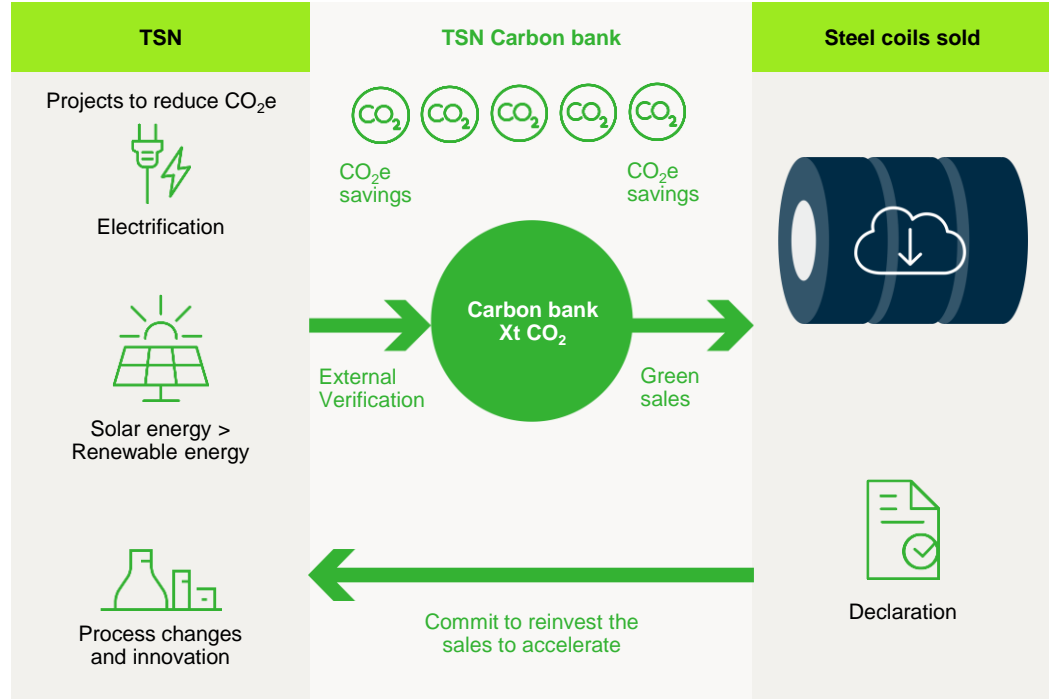 TSN
Projects to reduce CO₂e
Electrification
Solar energy >
Renewable energy
Process changes
and innovation
TSN Carbon bank
CO₂
CO₂
CO₂
CO₂
CO₂
CO₂e
savings
CO₂e
savings
Carbon bank
Xt CO₂
External
Verification
Green
sales
Commit to reinvest the
sales to accelerate
Steel coils sold
Declaration